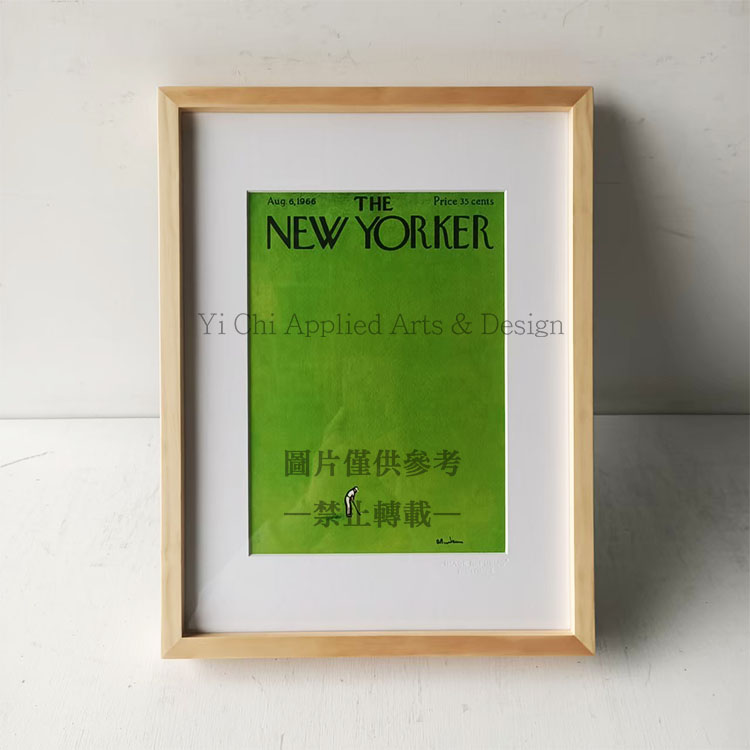 Aug. 6, 1966 THE Price 35 cents
NEW YORKER
Yi Chi Applied Arts & Design
圖片僅供參考
—禁止轉載—